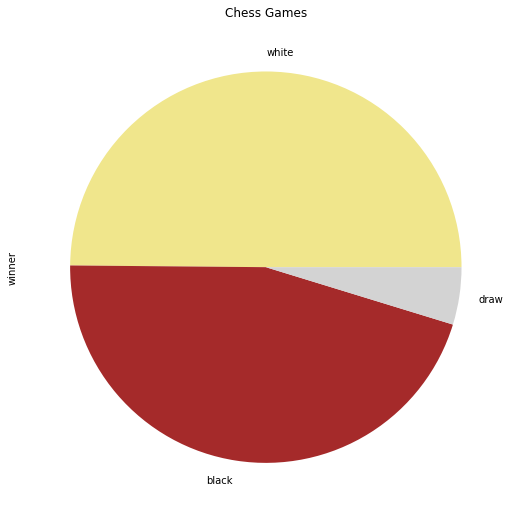 Chess Games
white
winner
draw
black